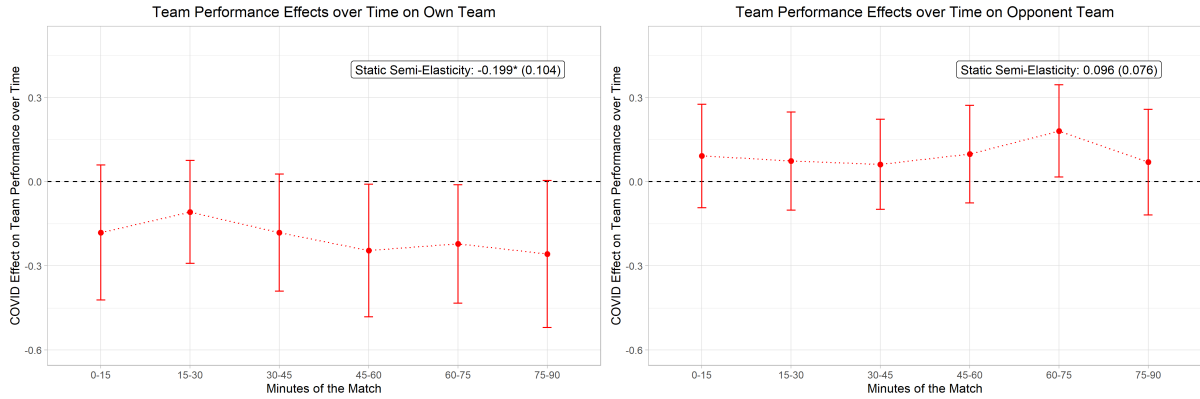 Team Performance Effects over Time on Own Team
COVID Effect on Team Performance over Time
Static Semi-Elasticity: -0.199* (0.104)
0.3
0.0
-0.3
-0.6
0-15 15-30 30-45 45-60 60-75 75-90
Minutes of the Match
Team Performance Effects over Time on Opponent Team
COVID Effect on Team Performance over Time
Static Semi-Elasticity: 0.096 (0.076)
0.3
0.0
-0.3
-0.6
0-15 15-30 30-45 45-60 60-75 75-90
Minutes of the Match